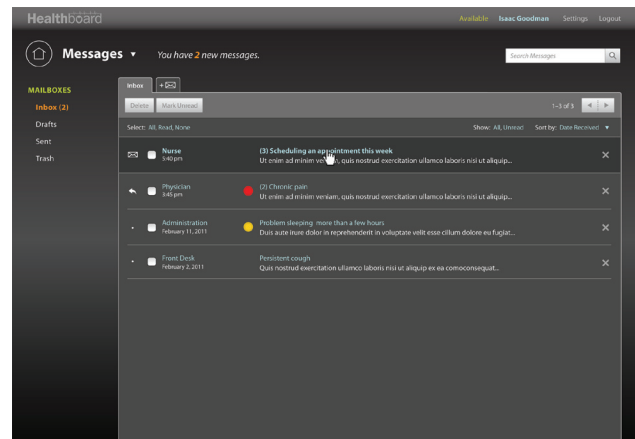 Healthboard
Available Isaac Goodman Settings Logout
Messages ▾ You have 2 new messages.
Search Messages
MAILBOXES
Inbox (2)
Drafts
Sent
Trash
Inbox +
Delete Mark Unread 1–3 of 3
Select: All, Read, None Show: All, Unread Sort by: Date Received ▾
Nurse (3) Scheduling an appointment this week
5:40 pm Ut enim ad minim veniam, quis nostrud exercitation ullamco laboris nisi ut aliquip...
Physician (2) Chronic pain
3:45 pm Ut enim ad minim veniam, quis nostrud exercitation ullamco laboris nisi ut aliquip...
Administration Problem sleeping more than a few hours
February 11, 2011 Duis aute irure dolor in reprehenderit in voluptate velit esse cillum dolore eu fugiat...
Front Desk Persistent cough
February 2, 2011 Quis nostrud exercitation ullamco laboris nisi ut aliquip ex ea comoconsequat...